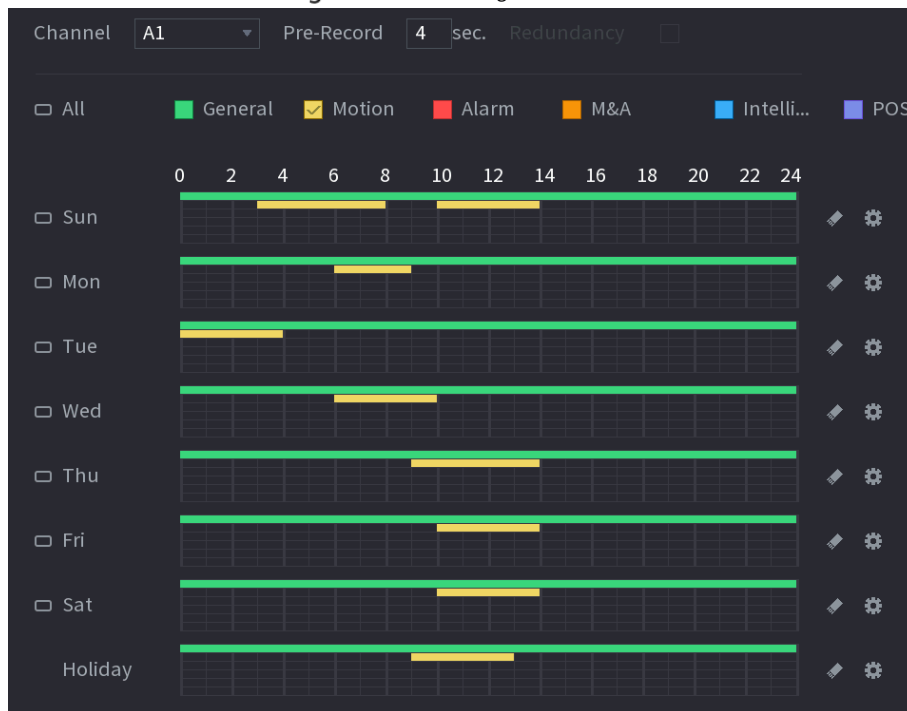 Channel A1 Pre-Record 4 sec. Redundancy
All General Motion Alarm M&A Intelli... POS
0 2 4 6 8 10 12 14 16 18 20 22 24
Sun
Mon
Tue
Wed
Thu
Fri
Sat
Holiday